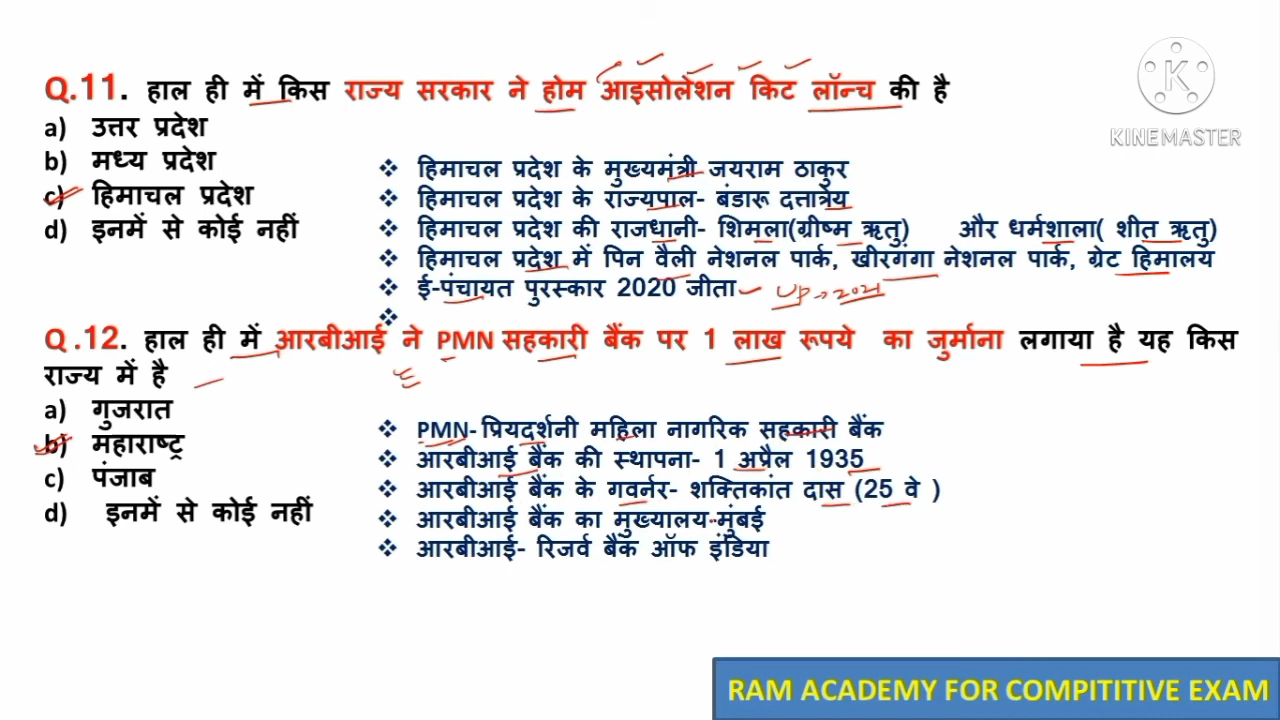 Q.11. हाल ही में किस राज्य सरकार ने होम आइसोलेशन किट लॉन्च की है
a) उत्तर प्रदेश
b) मध्य प्रदेश
c) हिमाचल प्रदेश
d) इनमें से कोई नहीं
❖ हिमाचल प्रदेश के मुख्यमंत्री जयराम ठाकुर
❖ हिमाचल प्रदेश के राज्यपाल- बंडारू दत्तात्रेय
❖ हिमाचल प्रदेश की राजधानी- शिमला(ग्रीष्म ऋतु) और धर्मशाला( शीत ऋतु)
❖ हिमाचल प्रदेश में पिन वैली नेशनल पार्क, खीरगंगा नेशनल पार्क, ग्रेट हिमालय
❖ ई-पंचायत पुरस्कार 2020 जीता UP → 2021
❖
Q.12. हाल ही में आरबीआई ने PMN सहकारी बैंक पर 1 लाख रूपये का जुर्माना लगाया है यह किस
राज्य में है
a) गुजरात
b) महाराष्ट्र
c) पंजाब
d) इनमें से कोई नहीं
❖ PMN- प्रियदर्शनी महिला नागरिक सहकारी बैंक
❖ आरबीआई बैंक की स्थापना- 1 अप्रैल 1935
❖ आरबीआई बैंक के गवर्नर- शक्तिकांत दास (25 वे )
❖ आरबीआई बैंक का मुख्यालय-मुंबई
❖ आरबीआई- रिजर्व बैंक ऑफ इंडिया
K
KINEMASTER
RAM ACADEMY FOR COMPITITIVE EXAM